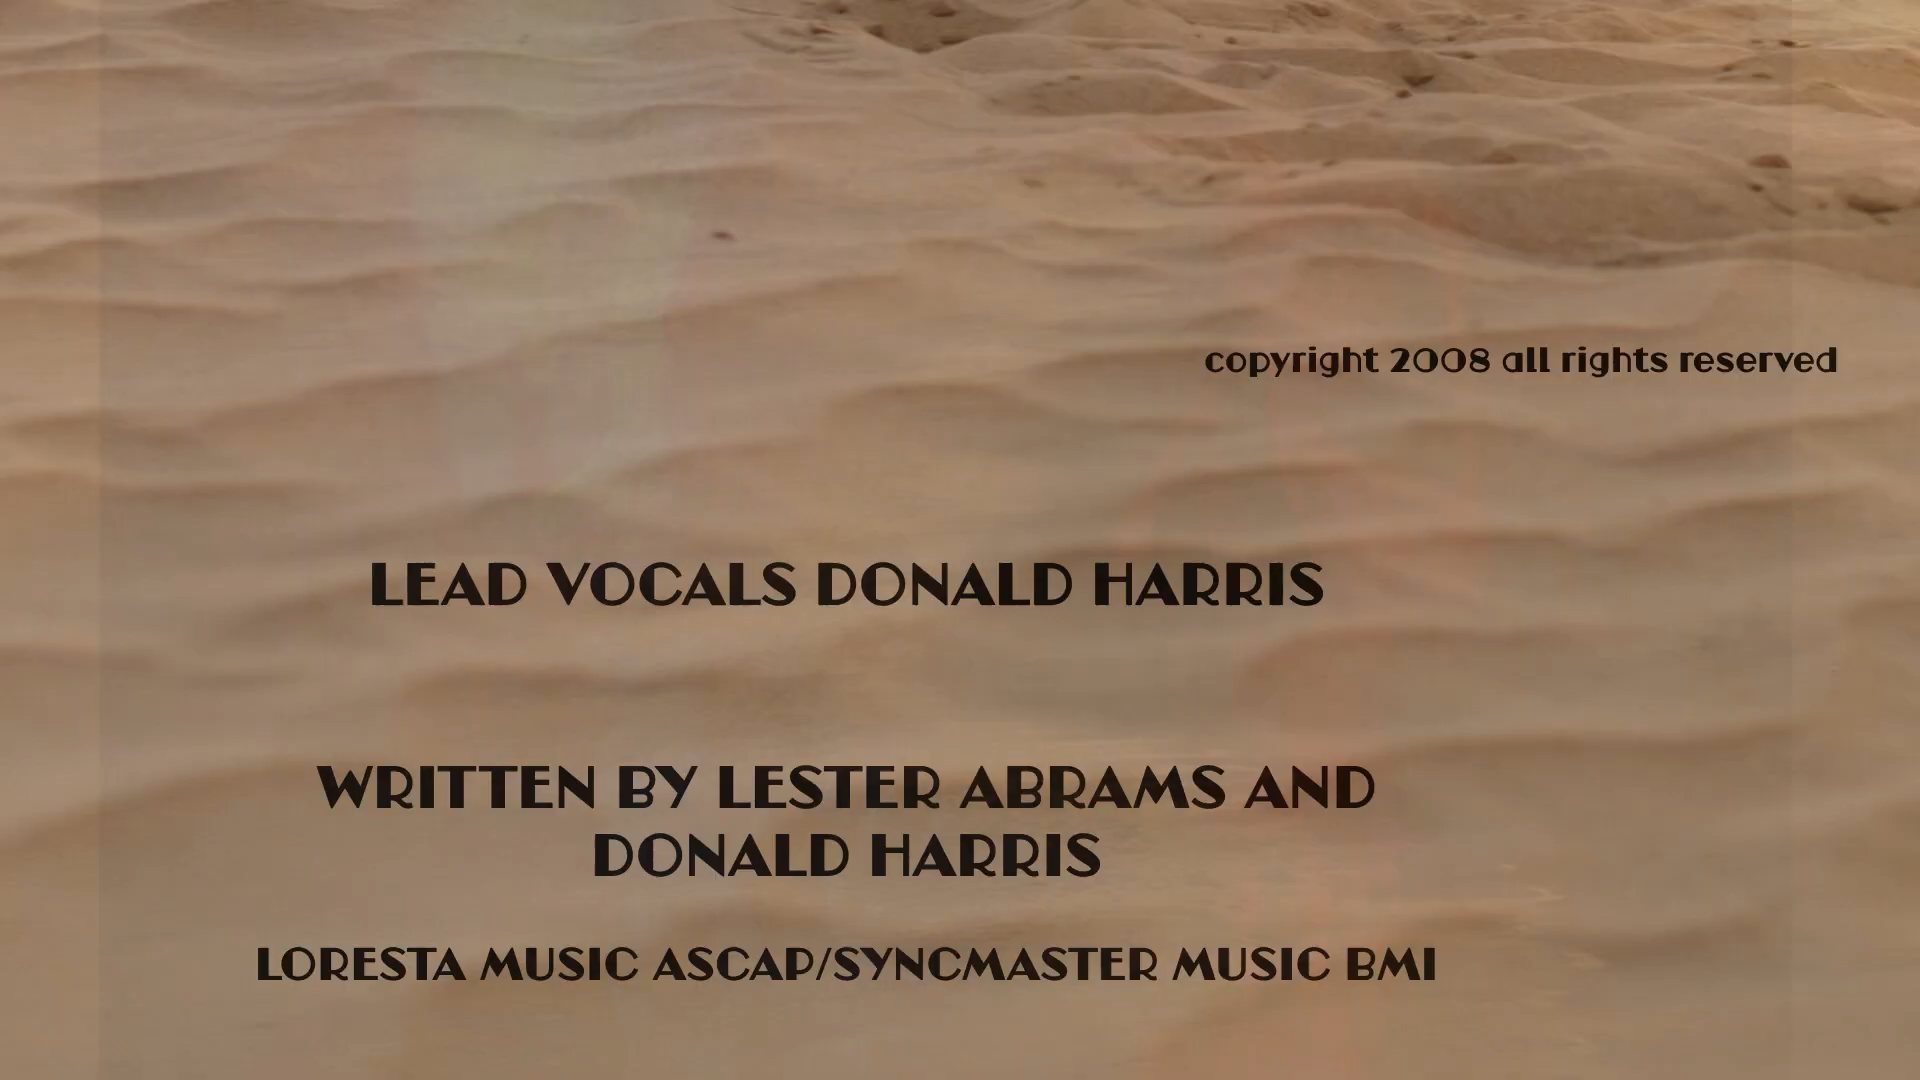 copyright 2008 all rights reserved
LEAD VOCALS DONALD HARRIS
WRITTEN BY LESTER ABRAMS AND
DONALD HARRIS
LORESTA MUSIC ASCAP/SYNCMASTER MUSIC BMI